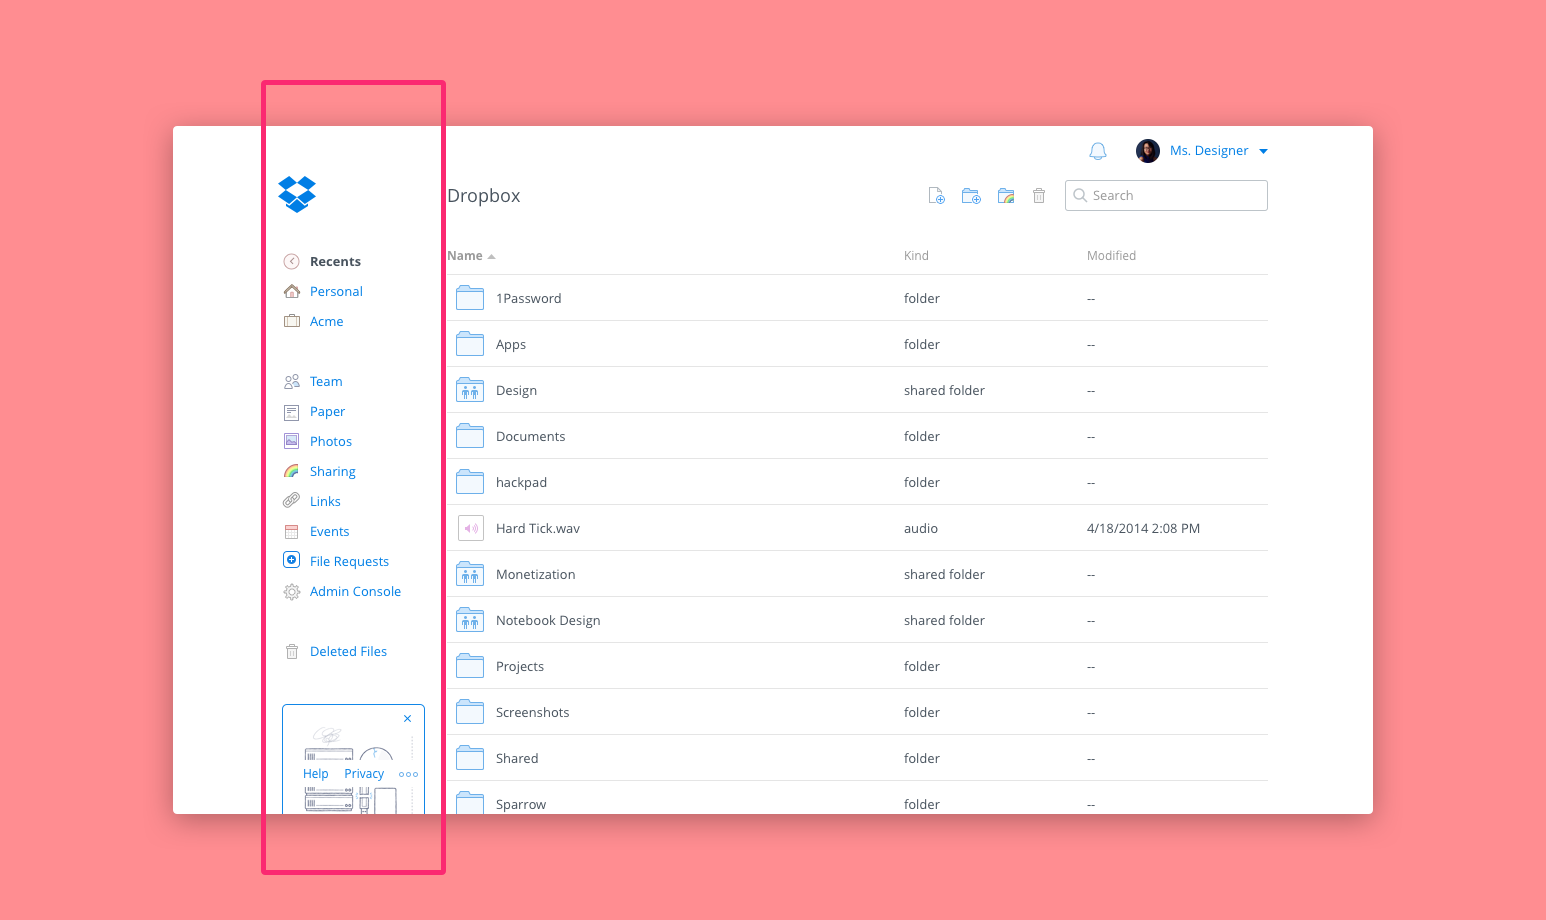 Ms. Designer
Dropbox
Search
Recents
Personal
Acme
Team
Paper
Photos
Sharing
Links
Events
File Requests
Admin Console
Deleted Files
Help Privacy
Name Kind Modified
1Password folder --
Apps folder --
Design shared folder --
Documents folder --
hackpad folder --
Hard Tick.wav audio 4/18/2014 2:08 PM
Monetization shared folder --
Notebook Design shared folder --
Projects folder --
Screenshots folder --
Shared folder --
Sparrow folder --